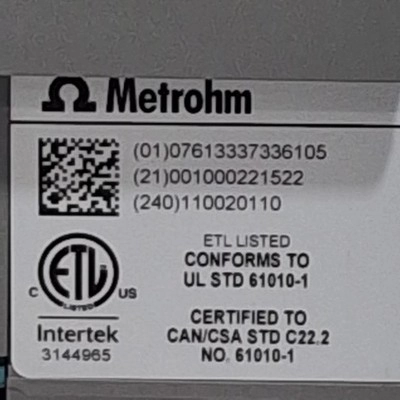 Metrohm
(01)07613337336105
(21)001000221522
(240)110020110
ETL LISTED
CONFORMS TO
UL STD 61010-1
ETL
LISTED
C US
CERTIFIED TO
CAN/CSA STD C22.2
NO. 61010-1
Intertek
3144965